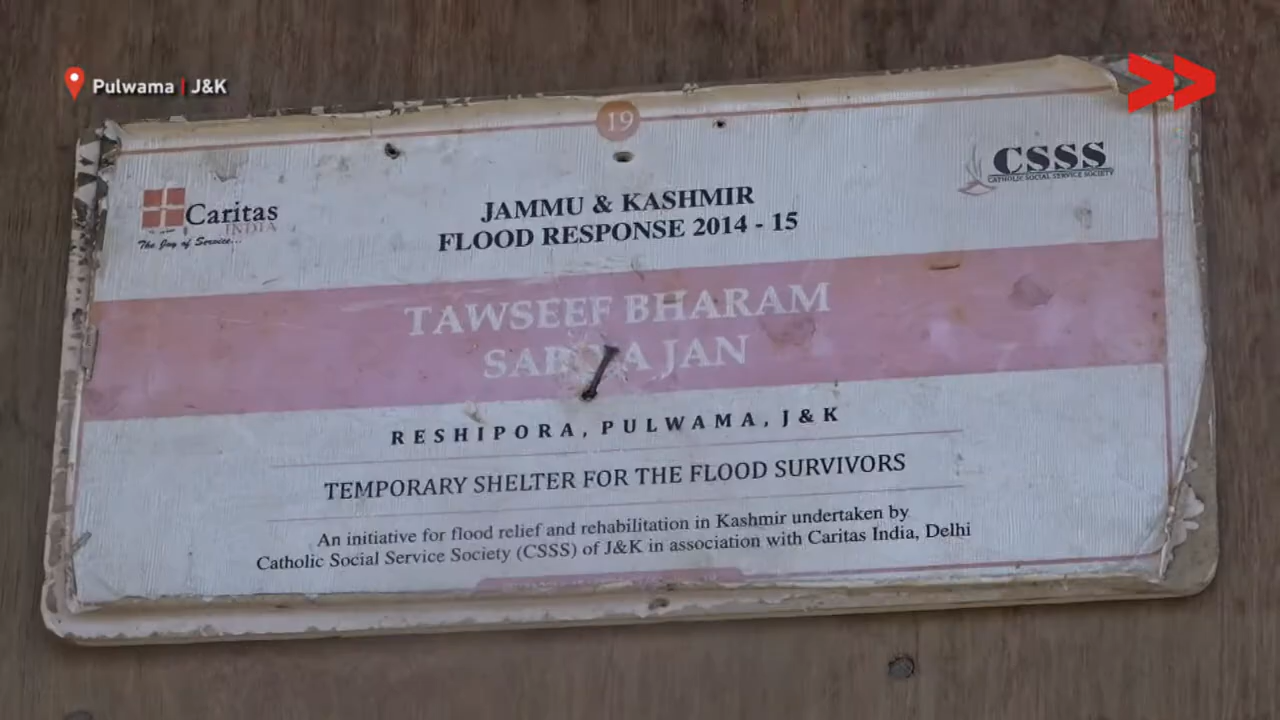 Pulwama | J&K
19
Caritas
INDIA
The Joy of Service...
CSSS
CATHOLIC SOCIAL SERVICE SOCIETY
JAMMU & KASHMIR
FLOOD RESPONSE 2014 - 15
TAWSEEF BHARAM
JAN
RESHIPORA, PULWAMA, J&K
TEMPORARY SHELTER FOR THE FLOOD SURVIVORS
An initiative for flood relief and rehabilitation in Kashmir undertaken by
Catholic Social Service Society (CSSS) of J&K in association with Caritas India, Delhi